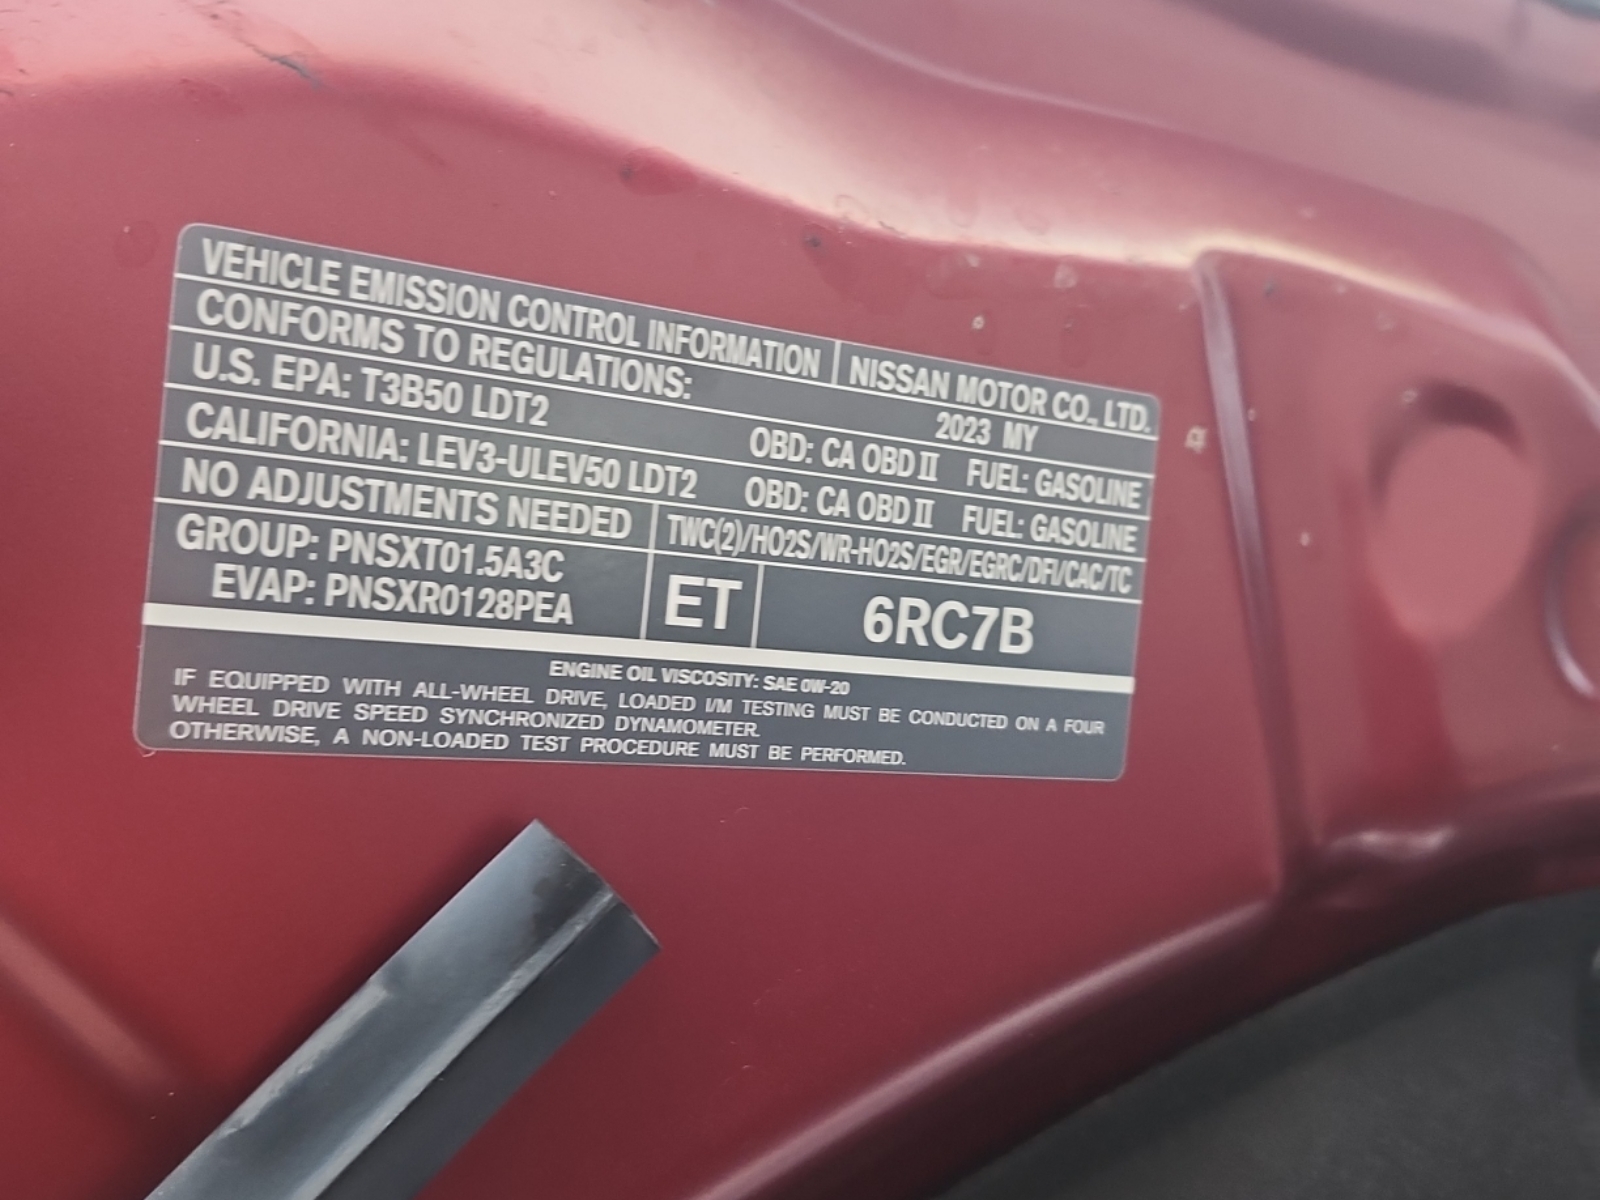 VEHICLE EMISSION CONTROL INFORMATION NISSAN MOTOR CO., LTD.
CONFORMS TO REGULATIONS: 2023 MY
U.S. EPA: T3B50 LDT2 OBD: CA OBD II FUEL: GASOLINE
CALIFORNIA: LEV3-ULEV50 LDT2 OBD: CA OBD II FUEL: GASOLINE
NO ADJUSTMENTS NEEDED TWC(2)/HO2S/WR-HO2S/EGR/EGRC/DFI/CAC/TC
GROUP: PNSXT01.5A3C
EVAP: PNSXR0128PEA
ET
6RC7B
ENGINE OIL VISCOSITY: SAE 0W-20
IF EQUIPPED WITH ALL-WHEEL DRIVE, LOADED I/M TESTING MUST BE CONDUCTED ON A FOUR
WHEEL DRIVE SPEED SYNCHRONIZED DYNAMOMETER.
OTHERWISE, A NON-LOADED TEST PROCEDURE MUST BE PERFORMED.